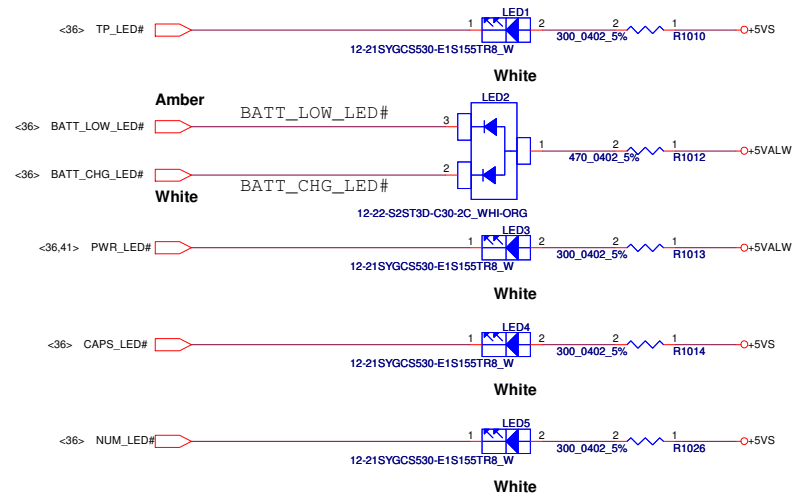 LED1
<36> TP_LED# 1 2 2 1 +5VS
300_0402_5% R1010
12-21SYGCS530-E1S155TR8_W
White
Amber
LED2
BATT_LOW_LED#
<36> BATT_LOW_LED# 3
1 2 1 +5VALW
470_0402_5% R1012
<36> BATT_CHG_LED# 2
BATT_CHG_LED#
White
12-22-S2ST3D-C30-2C_WHI-ORG
LED3
<36,41> PWR_LED# 1 2 2 1 +5VALW
300_0402_5% R1013
12-21SYGCS530-E1S155TR8_W
White
LED4
<36> CAPS_LED# 1 2 2 1 +5VS
300_0402_5% R1014
12-21SYGCS530-E1S155TR8_W
White
LED5
<36> NUM_LED# 1 2 2 1 +5VS
300_0402_5% R1026
12-21SYGCS530-E1S155TR8_W
White